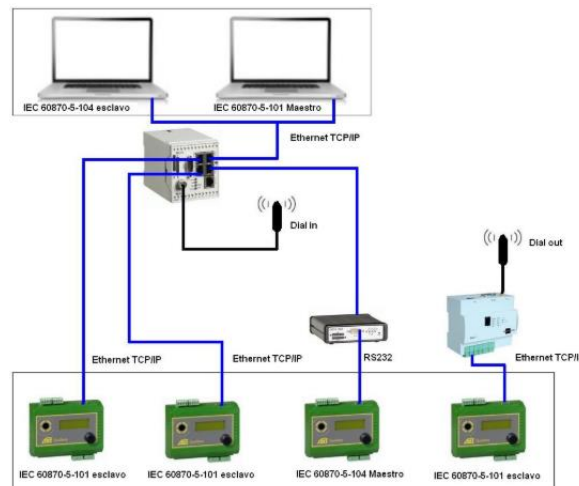 IEC 60870-5-104 esclavo
IEC 60870-5-101 Maestro
Ethernet TCP/IP
Dial in
Dial out
Ethernet TCP/IP
Ethernet TCP/IP
RS232
Ethernet TCP/I
IEC 60870-5-101 esclavo
IEC 60870-5-101 esclavo
IEC 60870-5-104 Maestro
IEC 60870-5-101 esclavo